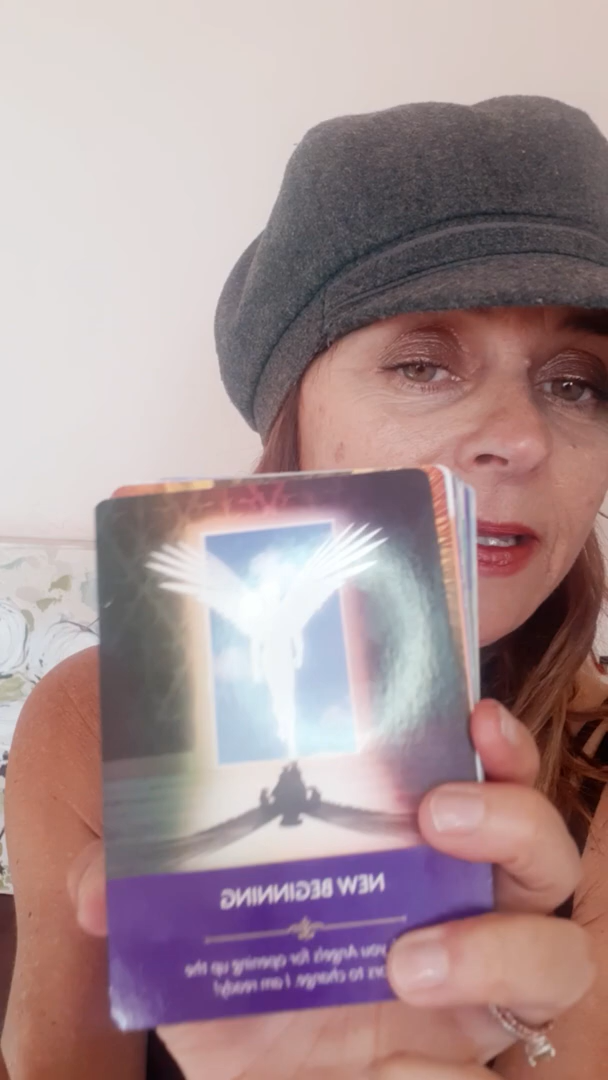 NEW BEGINNING
you Angels for opening up the
to change. I am ready!